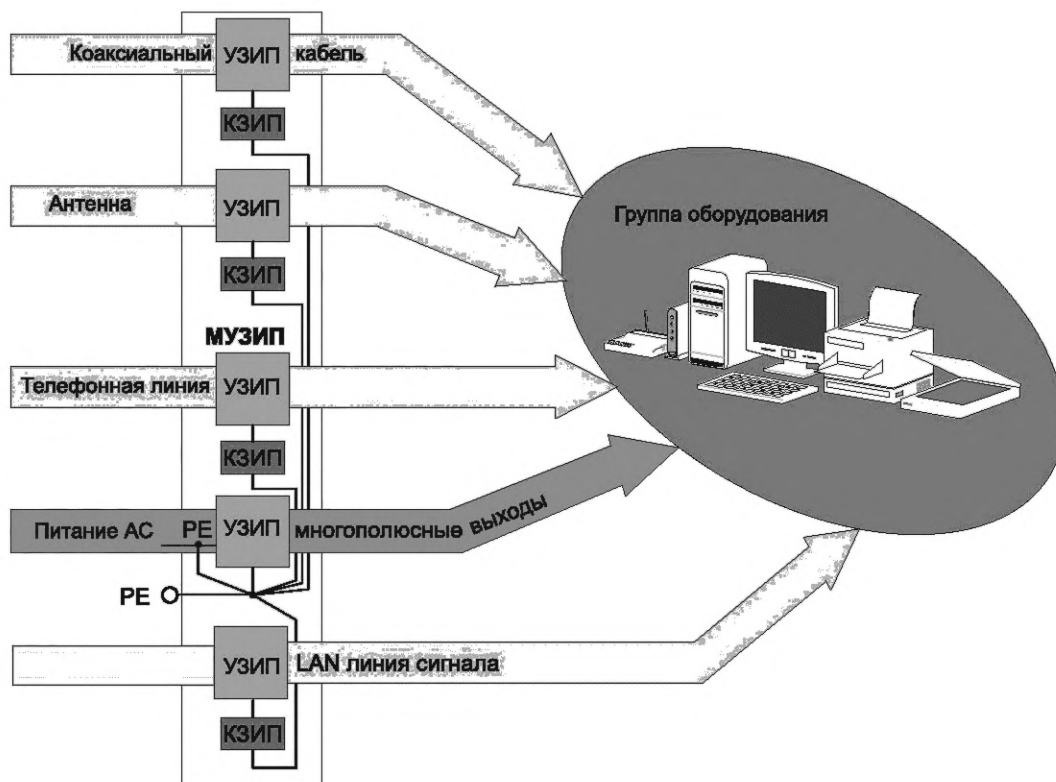 Коаксиальный УЗИП кабель
КЗИП
Антенна УЗИП
Группа оборудования
КЗИП
МУЗИП
Телефонная линия УЗИП
КЗИП
Питание АС PE УЗИП многополюсные выходы
PE
УЗИП LAN линия сигнала
КЗИП